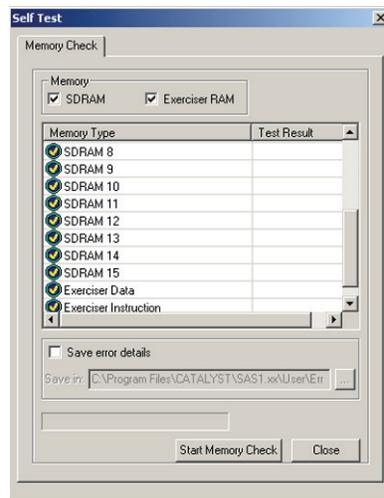 Self Test
Memory Check
Memory
SDRAM Exerciser RAM
Memory Type Test Result
SDRAM 8
SDRAM 9
SDRAM 10
SDRAM 11
SDRAM 12
SDRAM 13
SDRAM 14
SDRAM 15
Exerciser Data
Exerciser Instruction
Save error details
Save in: C:\Program Files\CATALYST\SAS1.xx\User\Err ...
Start Memory Check Close